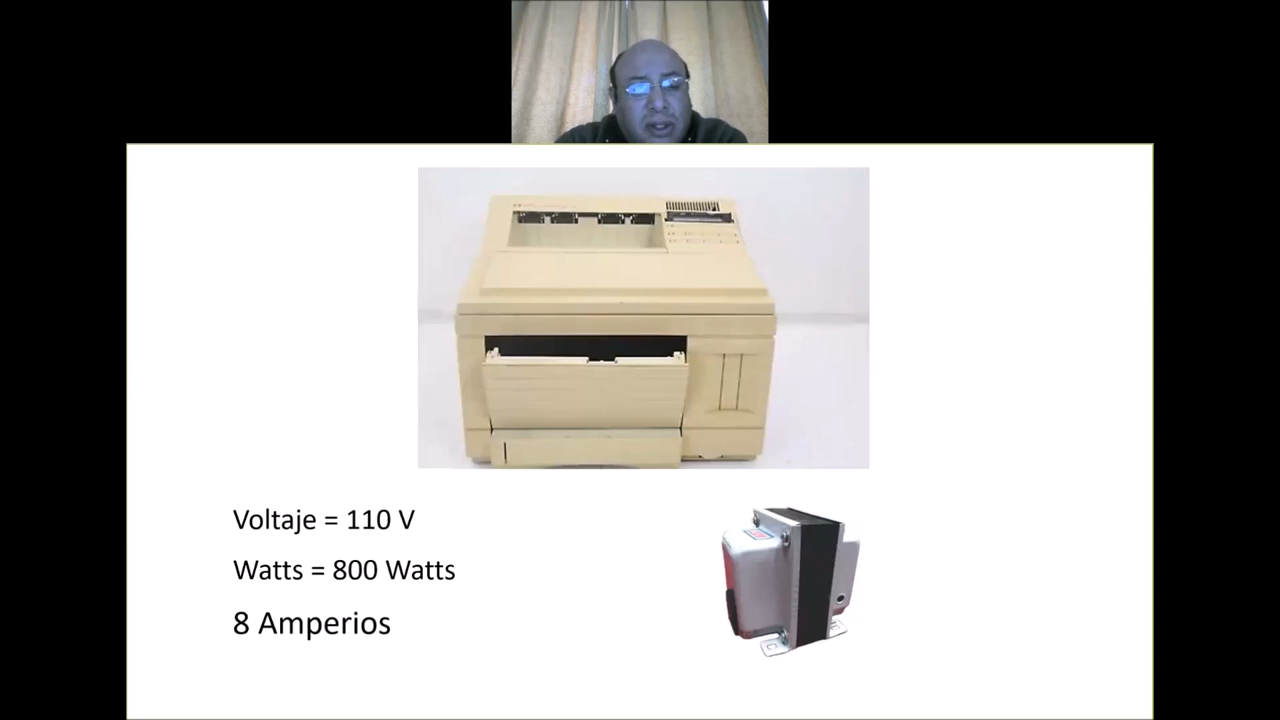 Voltaje = 110 V
Watts = 800 Watts
8 Amperios